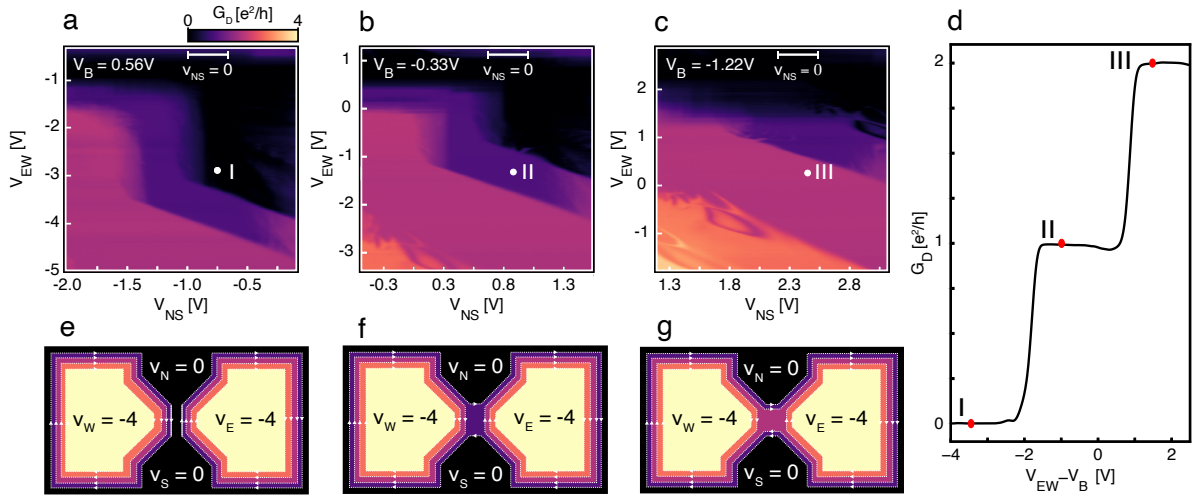 a
G_D [e²/h]
0
4
V_B = 0.56V
ν_NS = 0
I
V_EW [V]
-1
-2
-3
-4
-5
-2.0
-1.5
-1.0
-0.5
V_NS [V]
b
V_B = -0.33V
ν_NS = 0
II
V_EW [V]
1
0
-1
-2
-3
-0.3
0.3
0.9
1.5
V_NS [V]
c
V_B = -1.22V
ν_NS = 0
III
V_EW [V]
3
2
1
0
-1
1.3
1.9
2.5
3.1
V_NS [V]
d
III
II
I
G_D [e²/h]
2
1
0
-4
-2
0
2
V_EW–V_B [V]
e
ν_N = 0
ν_W = -4
ν_E = -4
ν_S = 0
f
ν_N = 0
ν_W = -4
ν_E = -4
ν_S = 0
g
ν_N = 0
ν_W = -4
ν_E = -4
ν_S = 0